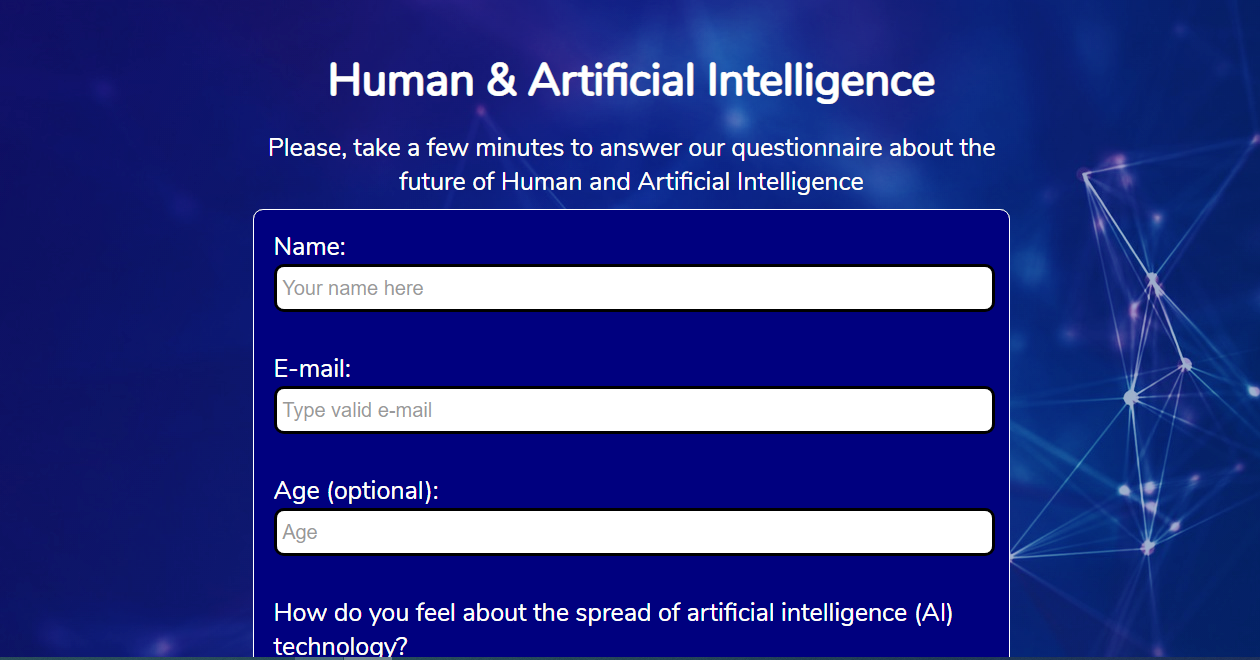 Human & Artificial Intelligence
Please, take a few minutes to answer our questionnaire about the
future of Human and Artificial Intelligence
Name:
Your name here
E-mail:
Type valid e-mail
Age (optional):
Age
How do you feel about the spread of artificial intelligence (AI)
technology?